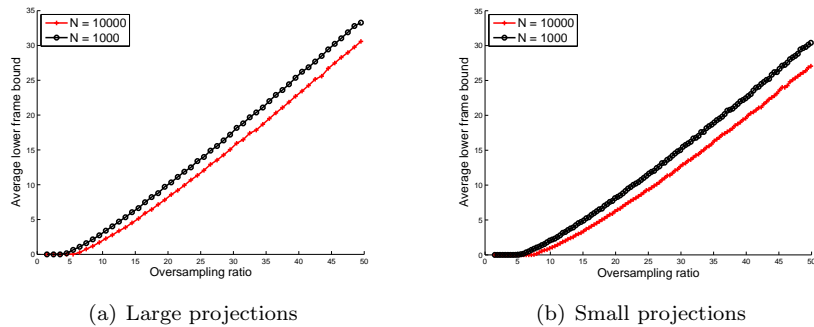 N = 10000
N = 1000
Average lower frame bound
35
30
25
20
15
10
5
0
0 5 10 15 20 25 30 35 40 45 50
Oversampling ratio
(a) Large projections
N = 10000
N = 1000
Average lower frame bound
35
30
25
20
15
10
5
0
0 5 10 15 20 25 30 35 40 45 50
Oversampling ratio
(b) Small projections